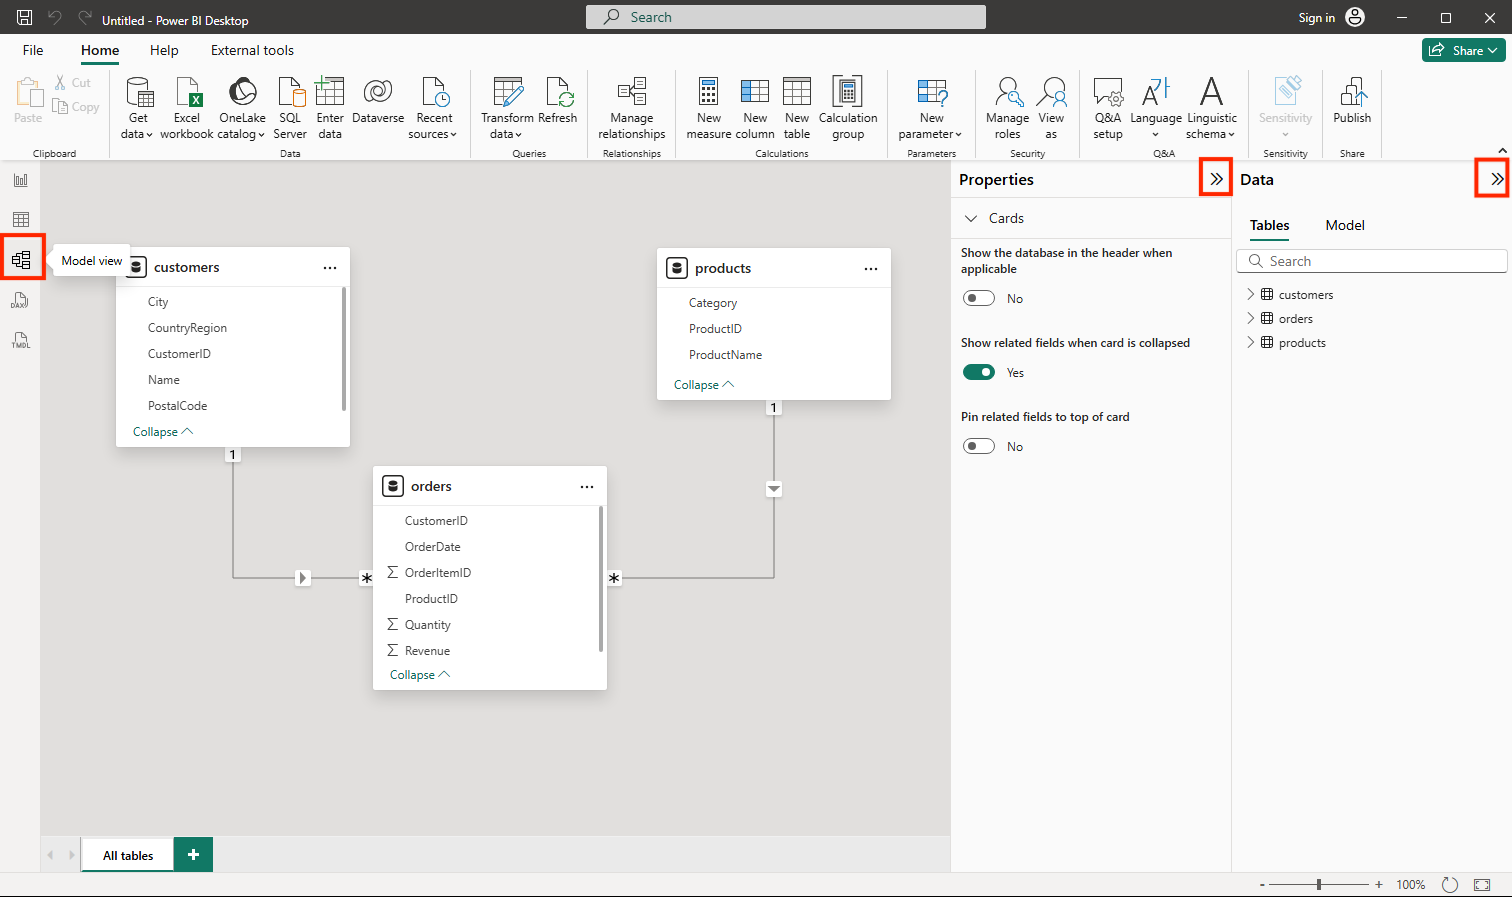 Untitled - Power BI Desktop
Search
Sign in
File
Home
Help
External tools
Share
Paste
Cut
Copy
Clipboard
Get data
Excel workbook
OneLake catalog
SQL Server
Enter data
Dataverse
Recent sources
Data
Transform data
Refresh
Queries
Manage relationships
Relationships
New measure
New column
New table
Calculation group
Calculations
New parameter
Parameters
Manage roles
View as
Security
Q&A setup
Language
Linguistic schema
Q&A
Sensitivity
Sensitivity
Publish
Share
DAX
TMDL
Model view
customers
City
CountryRegion
CustomerID
Name
PostalCode
Collapse
1
products
Category
ProductID
ProductName
Collapse
1
orders
CustomerID
OrderDate
∑ OrderItemID
ProductID
∑ Quantity
∑ Revenue
Collapse
*
*
Properties
Cards
Show the database in the header when
applicable
No
Show related fields when card is collapsed
Yes
Pin related fields to top of card
No
Data
Tables
Model
Search
customers
orders
products
All tables
+
- + 100%